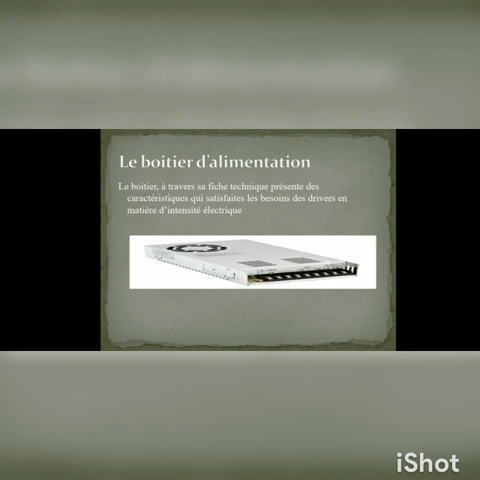 Le boitier d'alimentation
Le boitier, à travers sa fiche technique présente des
caractéristiques qui satisfaites les besoins des drivers en
matière d'intensité électrique
iShot